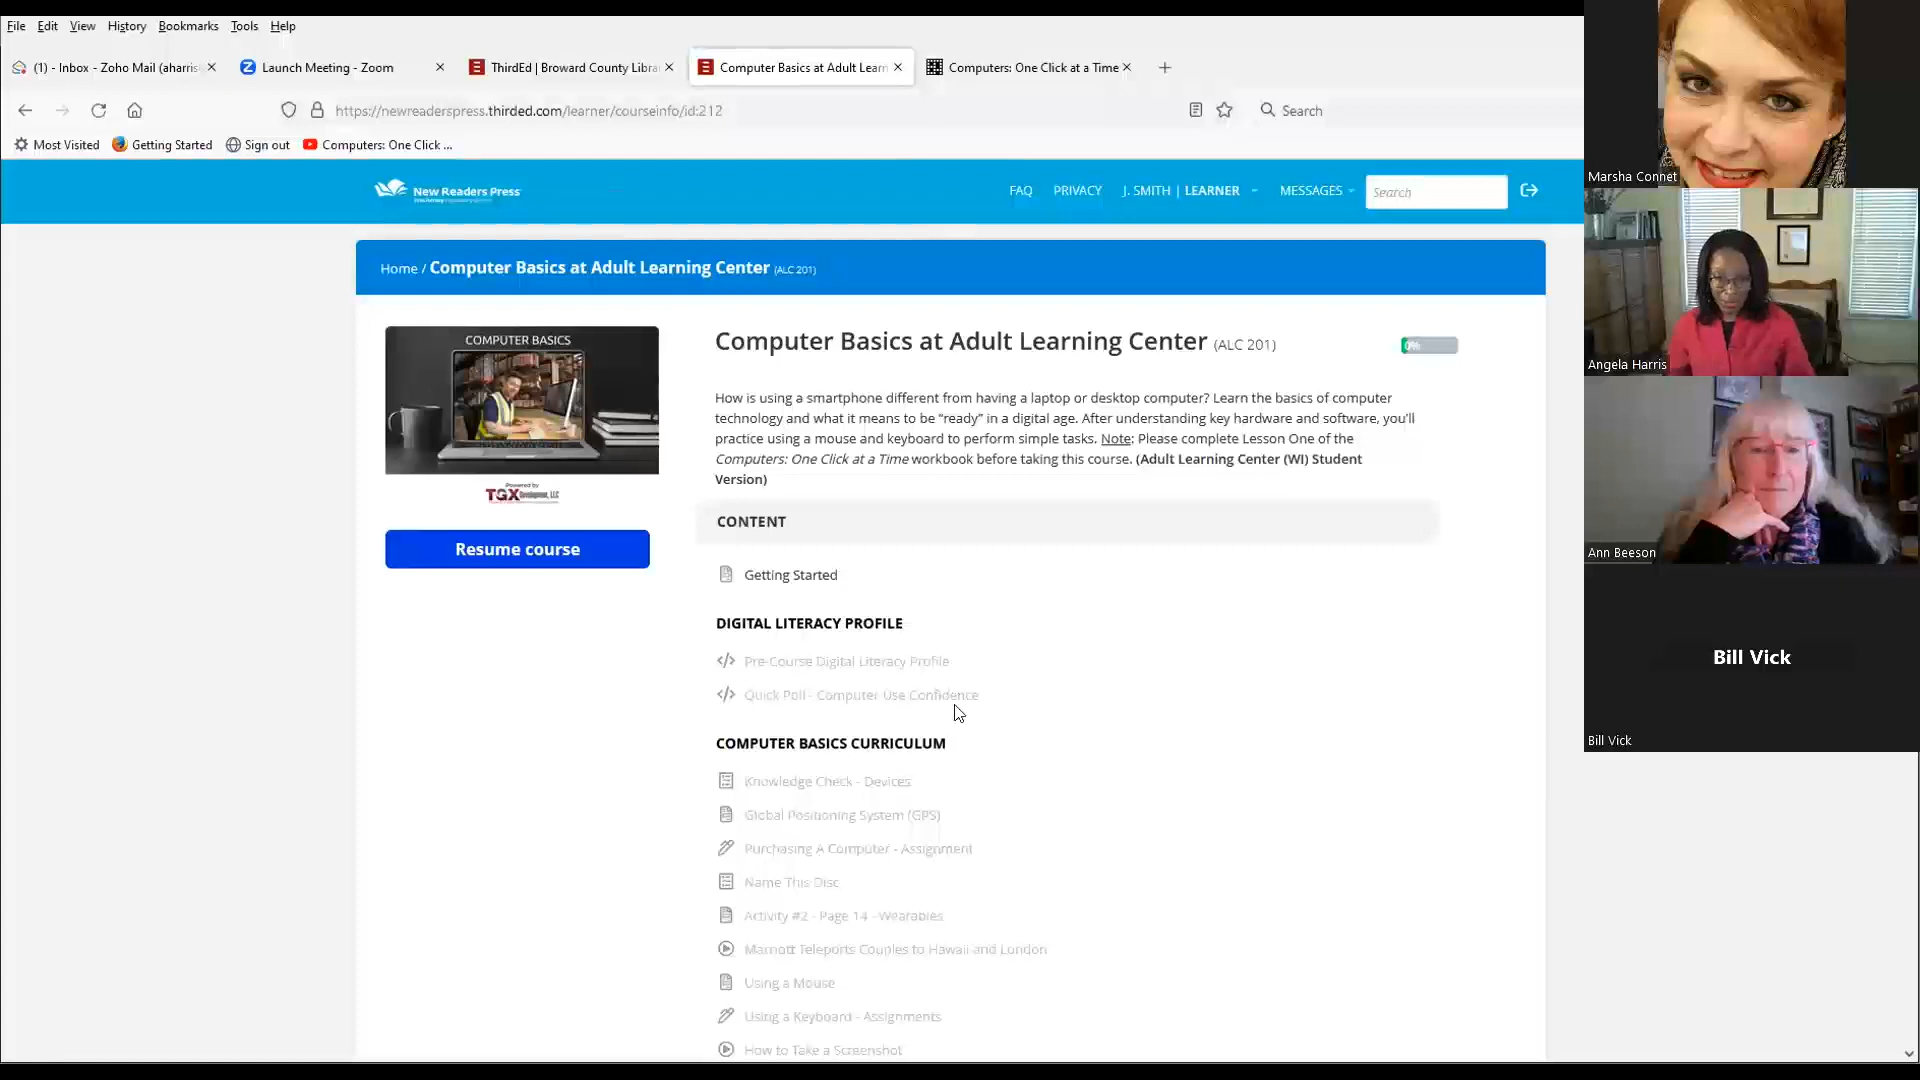 File Edit View History Bookmarks Tools Help
(1) - Inbox - Zoho Mail (aharris
Launch Meeting - Zoom
ThirdEd | Broward County Libra
Computer Basics at Adult Learn
Computers: One Click at a Time
https://newreaderspress.thirded.com/learner/courseinfo/id:212
Search
Most Visited Getting Started Sign out Computers: One Click ...
New Readers Press
FAQ PRIVACY J. SMITH | LEARNER MESSAGES Search
Home / Computer Basics at Adult Learning Center (ALC 201)
COMPUTER BASICS
Powered by
TGX Development, LLC
Resume course
Computer Basics at Adult Learning Center (ALC 201)
0%
How is using a smartphone different from having a laptop or desktop computer? Learn the basics of computer
technology and what it means to be “ready” in a digital age. After understanding key hardware and software, you’ll
practice using a mouse and keyboard to perform simple tasks. Note: Please complete Lesson One of the
Computers: One Click at a Time workbook before taking this course. (Adult Learning Center (WI) Student
Version)
CONTENT
Getting Started
DIGITAL LITERACY PROFILE
Pre-Course Digital Literacy Profile
Quick Poll - Computer Use Confidence
COMPUTER BASICS CURRICULUM
Knowledge Check - Devices
Global Positioning System (GPS)
Purchasing A Computer - Assignment
Name This Disc
Activity #2 - Page 14 - Wearables
Marriott Teleports Couples to Hawaii and London
Using a Mouse
Using a Keyboard - Assignments
How to Take a Screenshot
Marsha Connet
Angela Harris
Ann Beeson
Bill Vick
Bill Vick